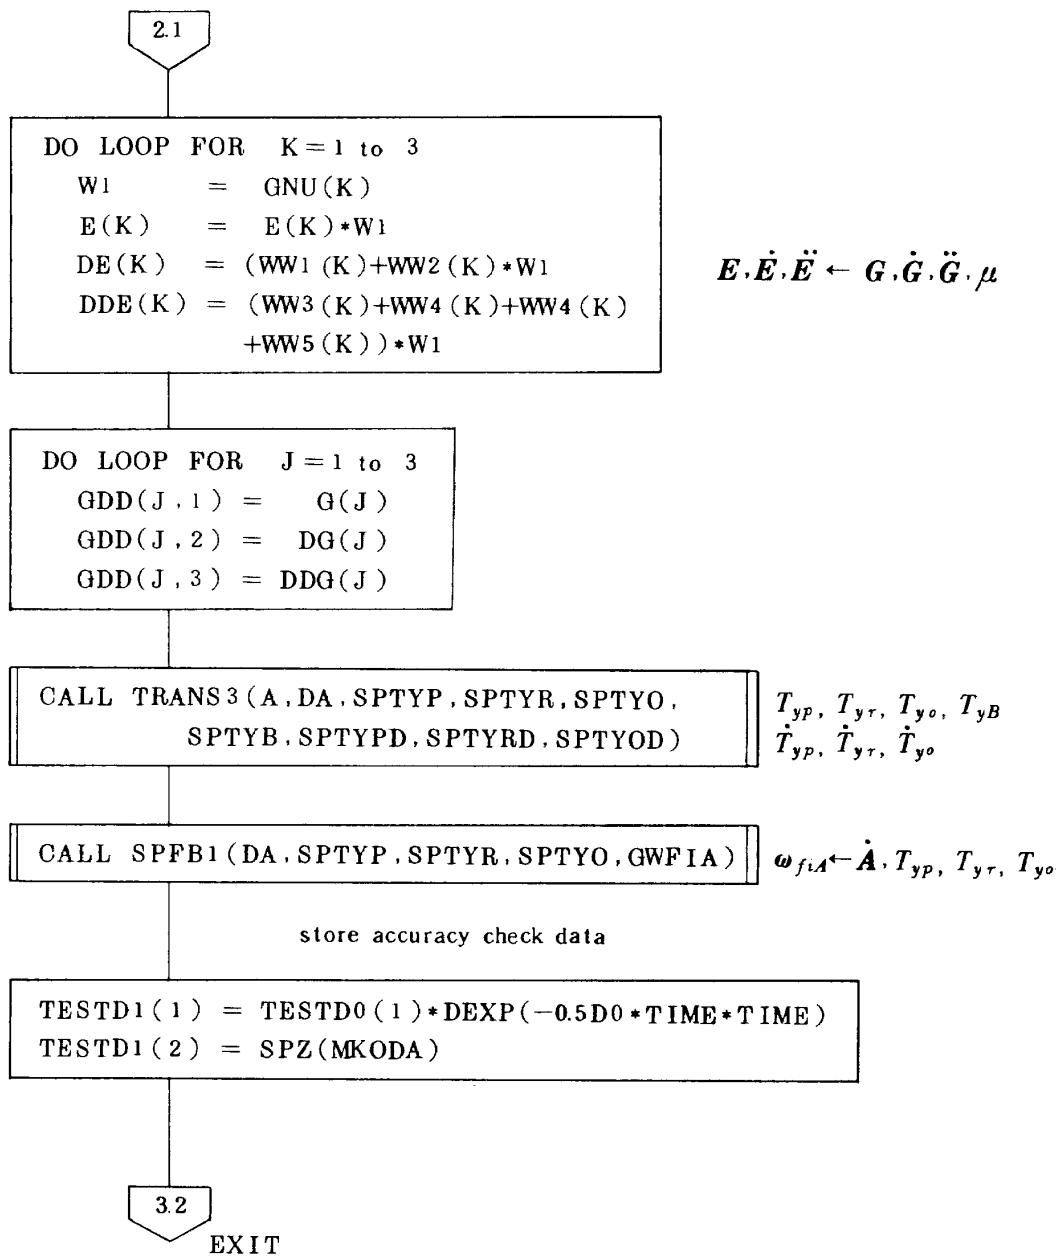 2.1
DO LOOP FOR K=1 to 3
W1 = GNU(K)
E(K) = E(K)*W1
DE(K) = (WW1(K)+WW2(K)*W1
DDE(K) = (WW3(K)+WW4(K)+WW4(K)
+WW5(K))*W1
E, Ė, Ë ← G, Ġ, G̈, μ
DO LOOP FOR J=1 to 3
GDD(J,1) = G(J)
GDD(J,2) = DG(J)
GDD(J,3) = DDG(J)
CALL TRANS3(A,DA,SPTYP,SPTYR,SPTYO,
SPTYB,SPTYPD,SPTYRD,SPTYOD)
T_yp, T_yr, T_yo, T_yB
Ṫ_yp, Ṫ_yr, Ṫ_yo
CALL SPFB1(DA,SPTYP,SPTYR,SPTYO,GWFIA)
ω_fiA ← Ȧ, T_yp, T_yr, T_yo
store accuracy check data
TESTD1(1) = TESTD0(1)*DEXP(-0.5D0*TIME*TIME)
TESTD1(2) = SPZ(MKODA)
3.2
EXIT